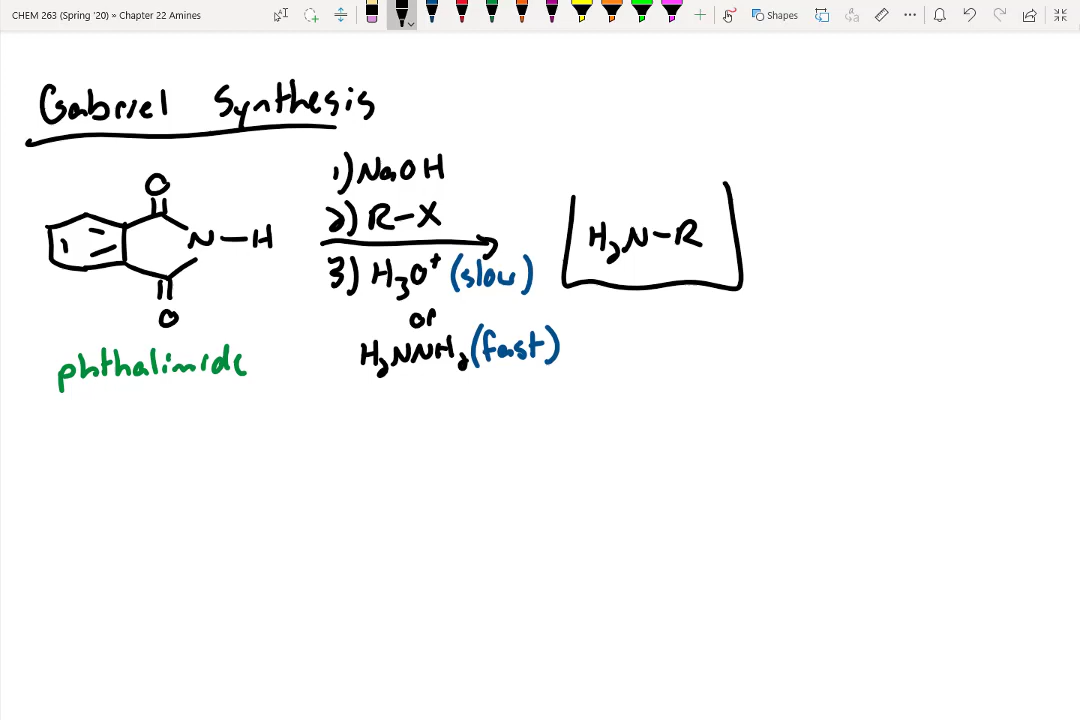 CHEM 263 (Spring '20) » Chapter 22 Amines
Shapes
Gabriel Synthesis
1) NaOH
2) R-X
3) H₃O⁺ (slow)
or
H₂NNH₂ (fast)
O
N-H
O
H₂N-R
phthalimide